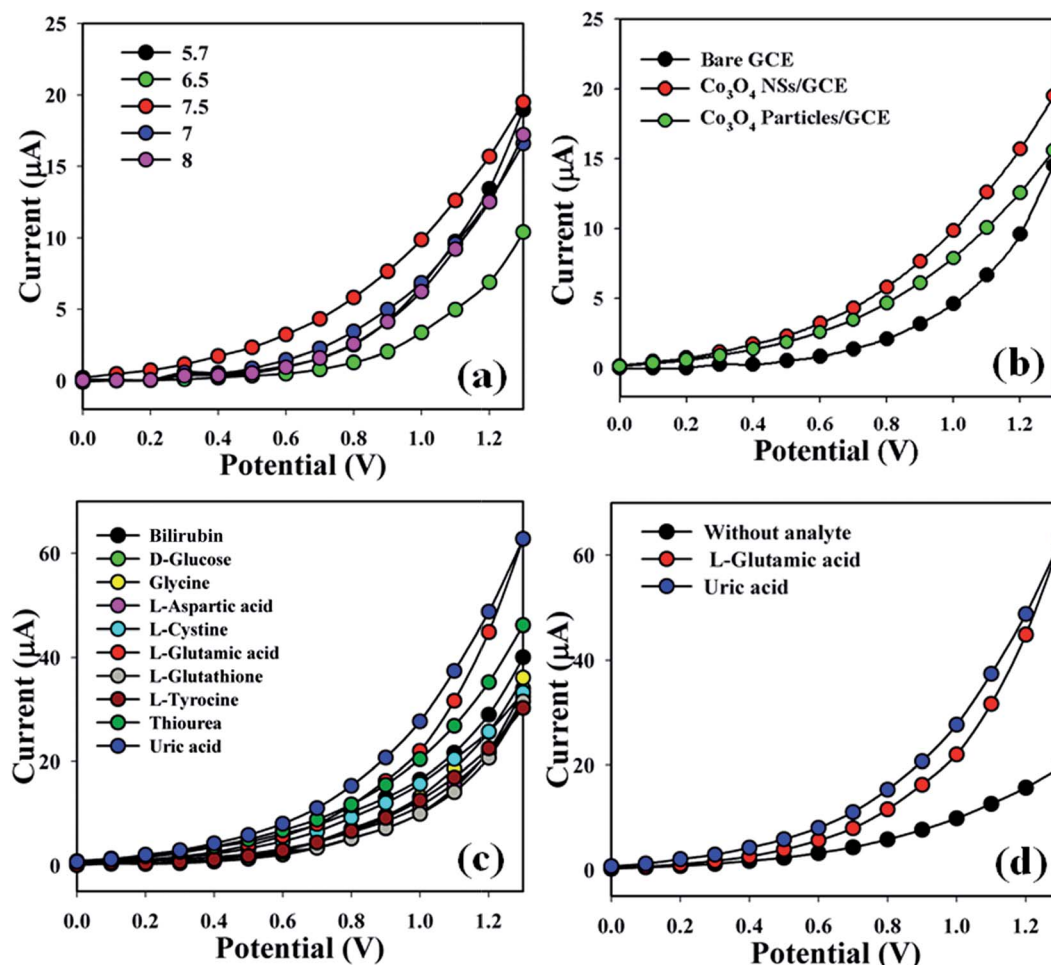 25
20
15
10
5
0
Current (µA)
5.7
6.5
7.5
7
8
(a)
0.0 0.2 0.4 0.6 0.8 1.0 1.2
Potential (V)
25
20
15
10
5
0
Current (µA)
Bare GCE
Co₃O₄ NSs/GCE
Co₃O₄ Particles/GCE
(b)
0.0 0.2 0.4 0.6 0.8 1.0 1.2
Potential (V)
60
40
20
0
Current (µA)
Bilirubin
D-Glucose
Glycine
L-Aspartic acid
L-Cystine
L-Glutamic acid
L-Glutathione
L-Tyrocine
Thiourea
Uric acid
(c)
0.0 0.2 0.4 0.6 0.8 1.0 1.2
Potential (V)
60
40
20
0
Current (µA)
Without analyte
L-Glutamic acid
Uric acid
(d)
0.0 0.2 0.4 0.6 0.8 1.0 1.2
Potential (V)